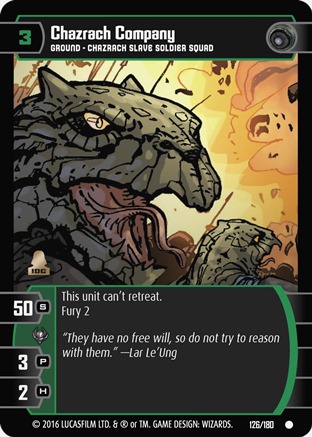 3
Chazrach Company
GROUND - CHAZRACH SLAVE SOLDIER SQUAD
IDC
50 S
This unit can't retreat.
Fury 2
3 P
"They have no free will, so do not try to reason
with them." —Lar Le'Ung
2 H
© 2016 LUCASFILM LTD. & ® or TM. GAME DESIGN: WIZARDS.
126/180